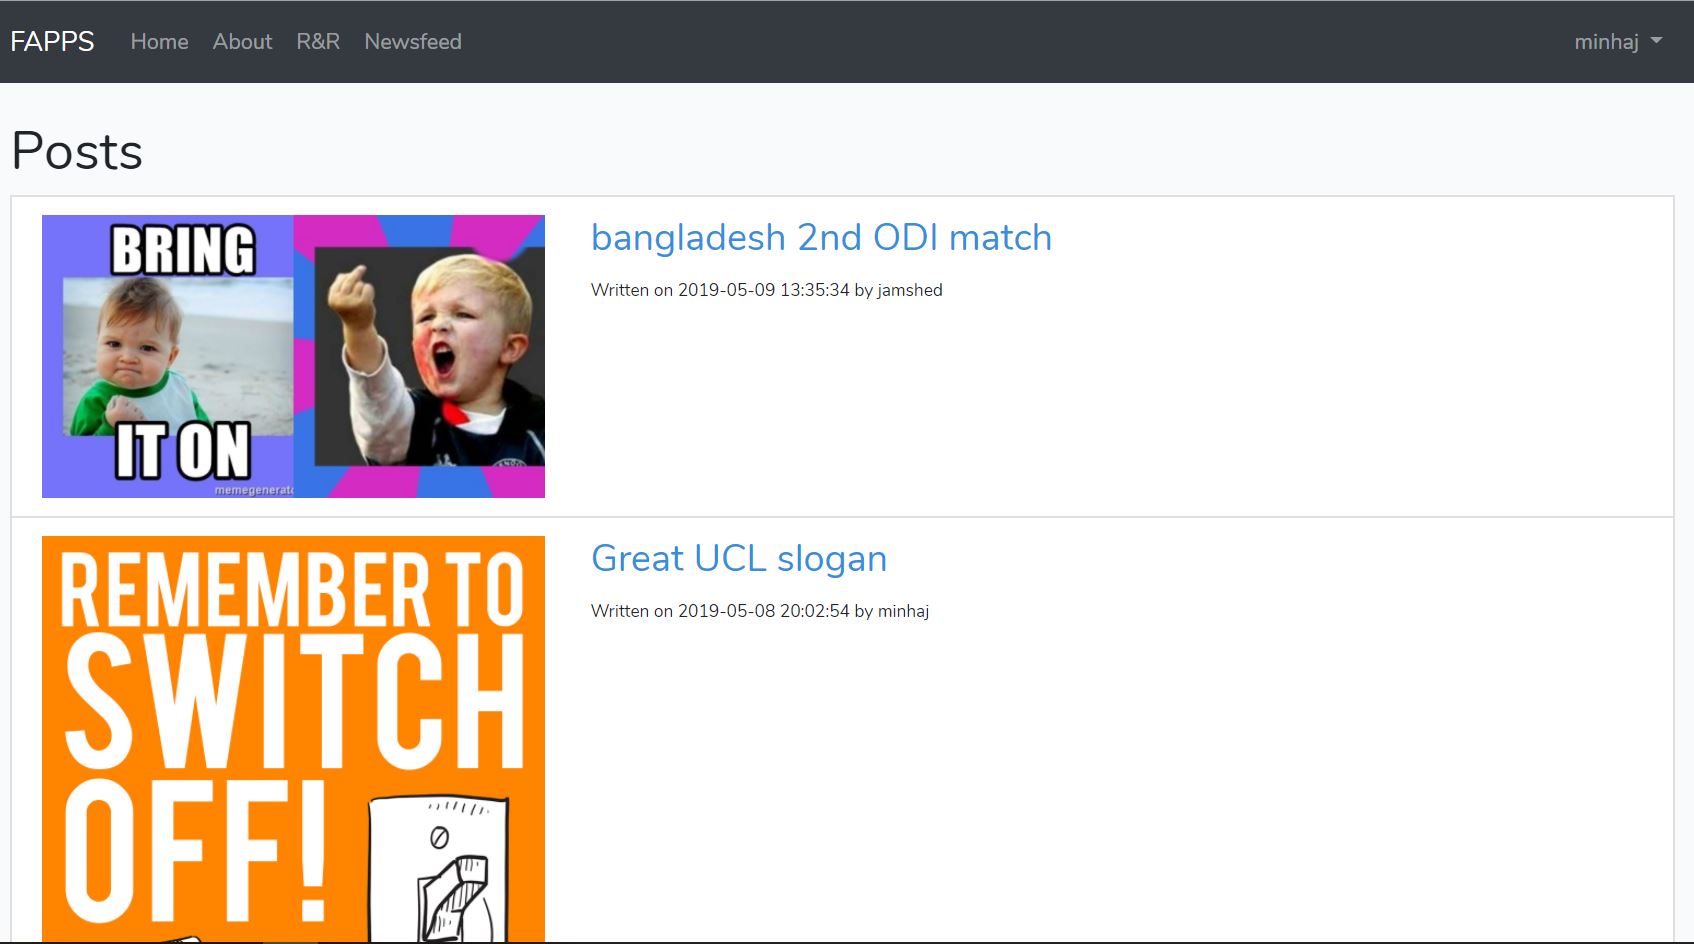 FAPPS Home About R&R Newsfeed minhaj
Posts
BRING
IT ON
memegenerato
bangladesh 2nd ODI match
Written on 2019-05-09 13:35:34 by jamshed
REMEMBER TO
SWITCH
OFF!
Great UCL slogan
Written on 2019-05-08 20:02:54 by minhaj